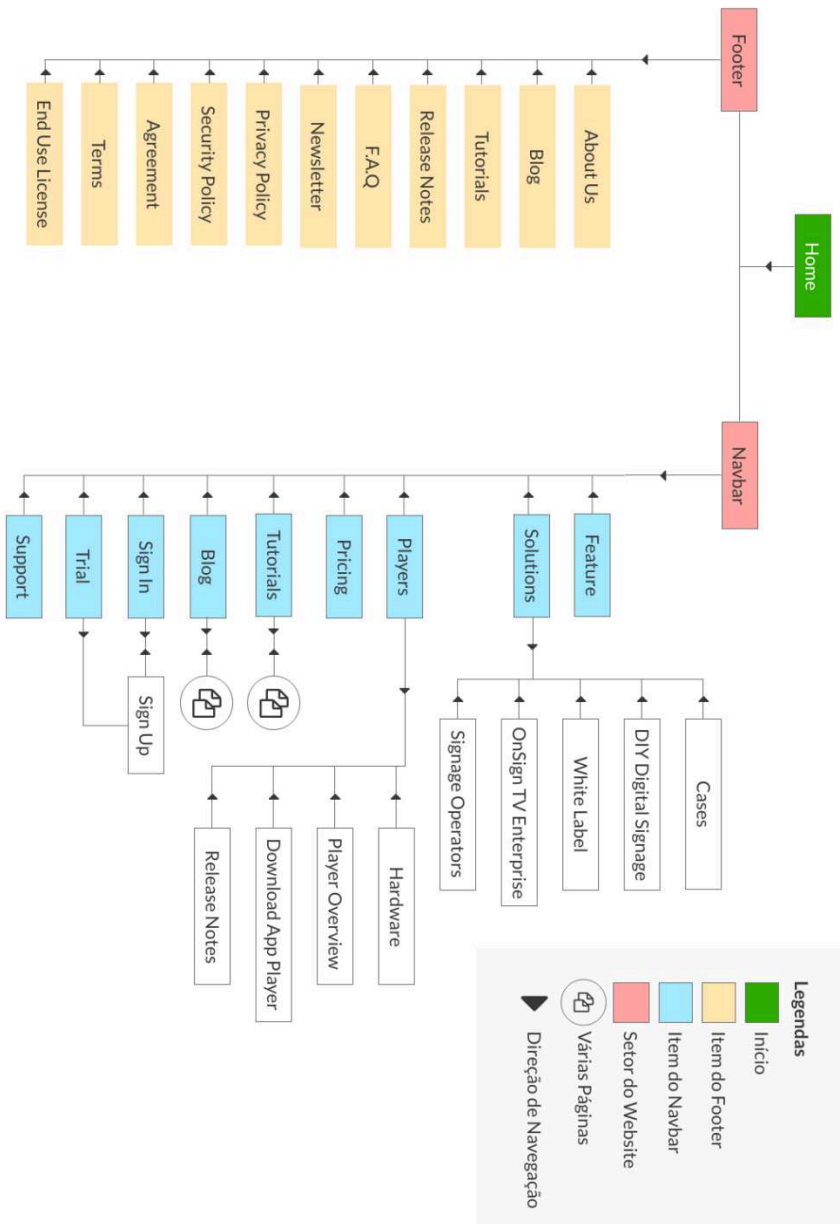 Home
Footer
Navbar
About Us
Blog
Tutorials
Release Notes
F.A.Q
Newsletter
Privacy Policy
Security Policy
Agreement
Terms
End Use License
Feature
Solutions
Players
Pricing
Tutorials
Blog
Sign In
Trial
Support
Cases
DIY Digital Signage
White Label
OnSign TV Enterprise
Signage Operators
Hardware
Player Overview
Download App Player
Release Notes
Sign Up
Legendas
Início
Item do Footer
Item do Navbar
Setor do Website
Várias Páginas
Direção de Navegação